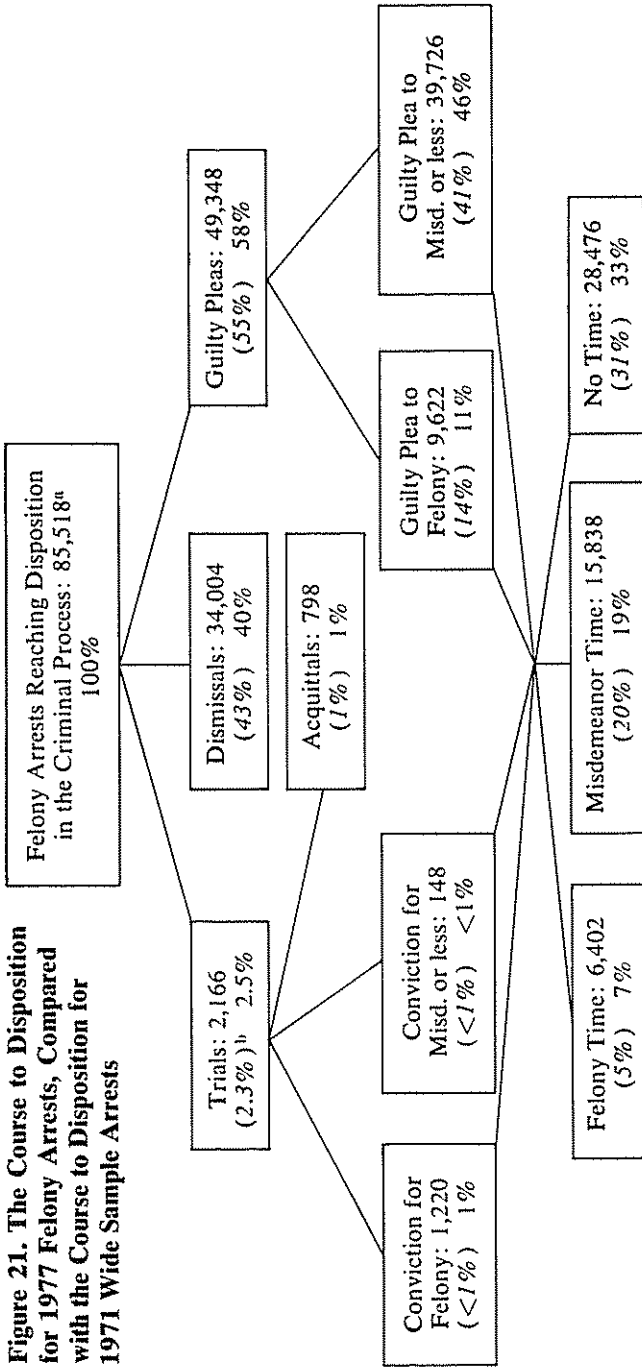 Figure 21. The Course to Disposition
for 1977 Felony Arrests, Compared
with the Course to Disposition for
1971 Wide Sample Arrests
Felony Arrests Reaching Disposition
in the Criminal Process: 85,518ᵃ
100%
Trials: 2,166
(2.3%)ᵇ 2.5%
Dismissals: 34,004
(43%) 40%
Guilty Pleas: 49,348
(55%) 58%
Acquittals: 798
(1%) 1%
Conviction for
Felony: 1,220
(<1%) 1%
Conviction for
Misd. or less: 148
(<1%) <1%
Guilty Plea to
Felony: 9,622
(14%) 11%
Guilty Plea to
Misd. or less: 39,726
(41%) 46%
Felony Time: 6,402
(5%) 7%
Misdemeanor Time: 15,838
(20%) 19%
No Time: 28,476
(31%) 33%